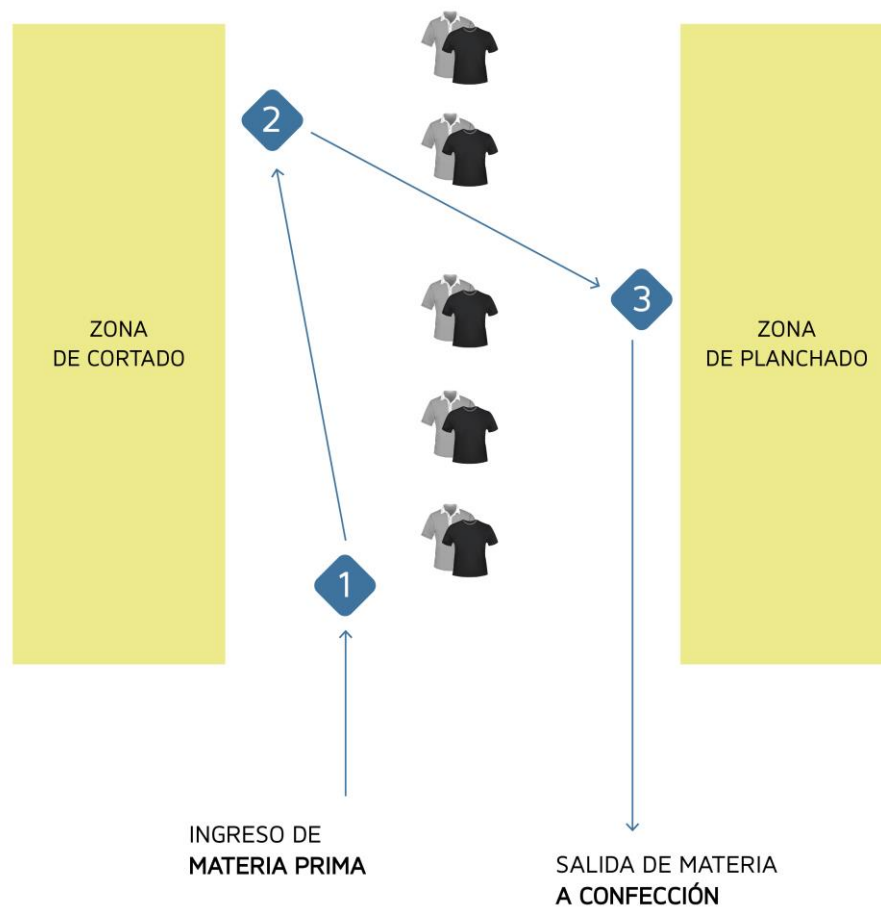 2
3
ZONA
DE CORTADO
ZONA
DE PLANCHADO
1
INGRESO DE
MATERIA PRIMA
SALIDA DE MATERIA
A CONFECCIÓN